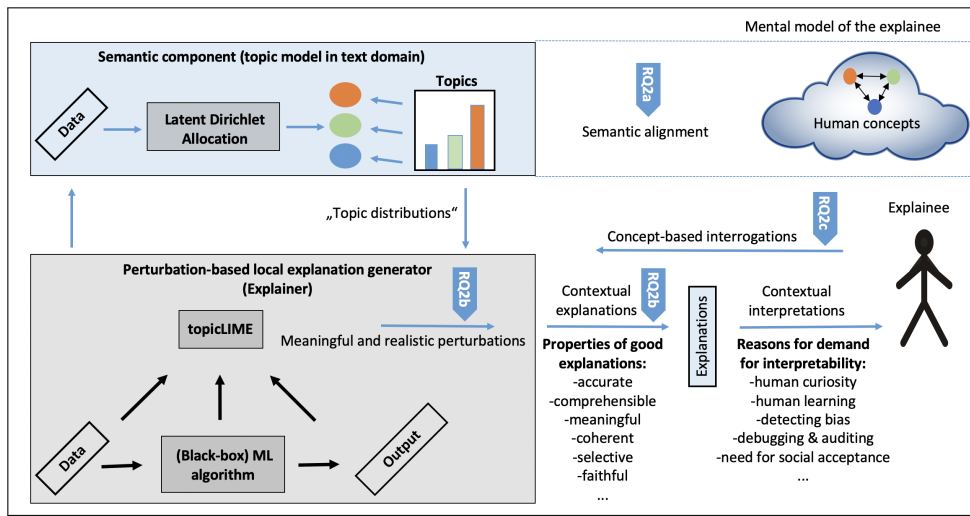 Mental model of the explainee
Semantic component (topic model in text domain)
Topics
Data
Latent Dirichlet
Allocation
RQ2a
Semantic alignment
Human concepts
„Topic distributions“
RQ2c
Explainee
Concept-based interrogations
Perturbation-based local explanation generator
(Explainer)
RQ2b
topicLIME
Meaningful and realistic perturbations
Contextual
explanations
RQ2b
Explanations
Contextual
interpretations
Properties of good
explanations:
-accurate
-comprehensible
-meaningful
-coherent
-selective
-faithful
...
Reasons for demand
for interpretability:
-human curiosity
-human learning
-detecting bias
-debugging & auditing
-need for social acceptance
...
Data
(Black-box) ML
algorithm
Output